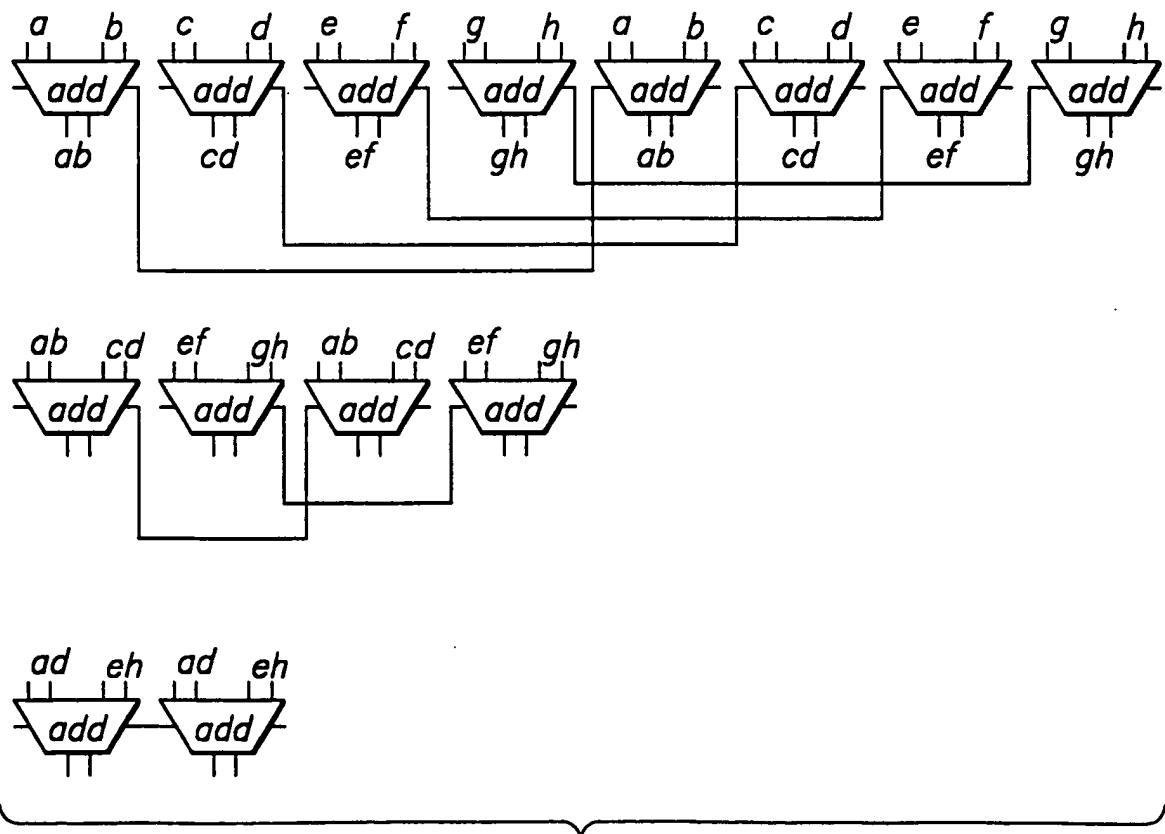 a b c d e f g h a b c d e f g h
add add add add add add add add
ab cd ef gh ab cd ef gh
ab cd ef gh ab cd ef gh
add add add add
ad eh ad eh
add add